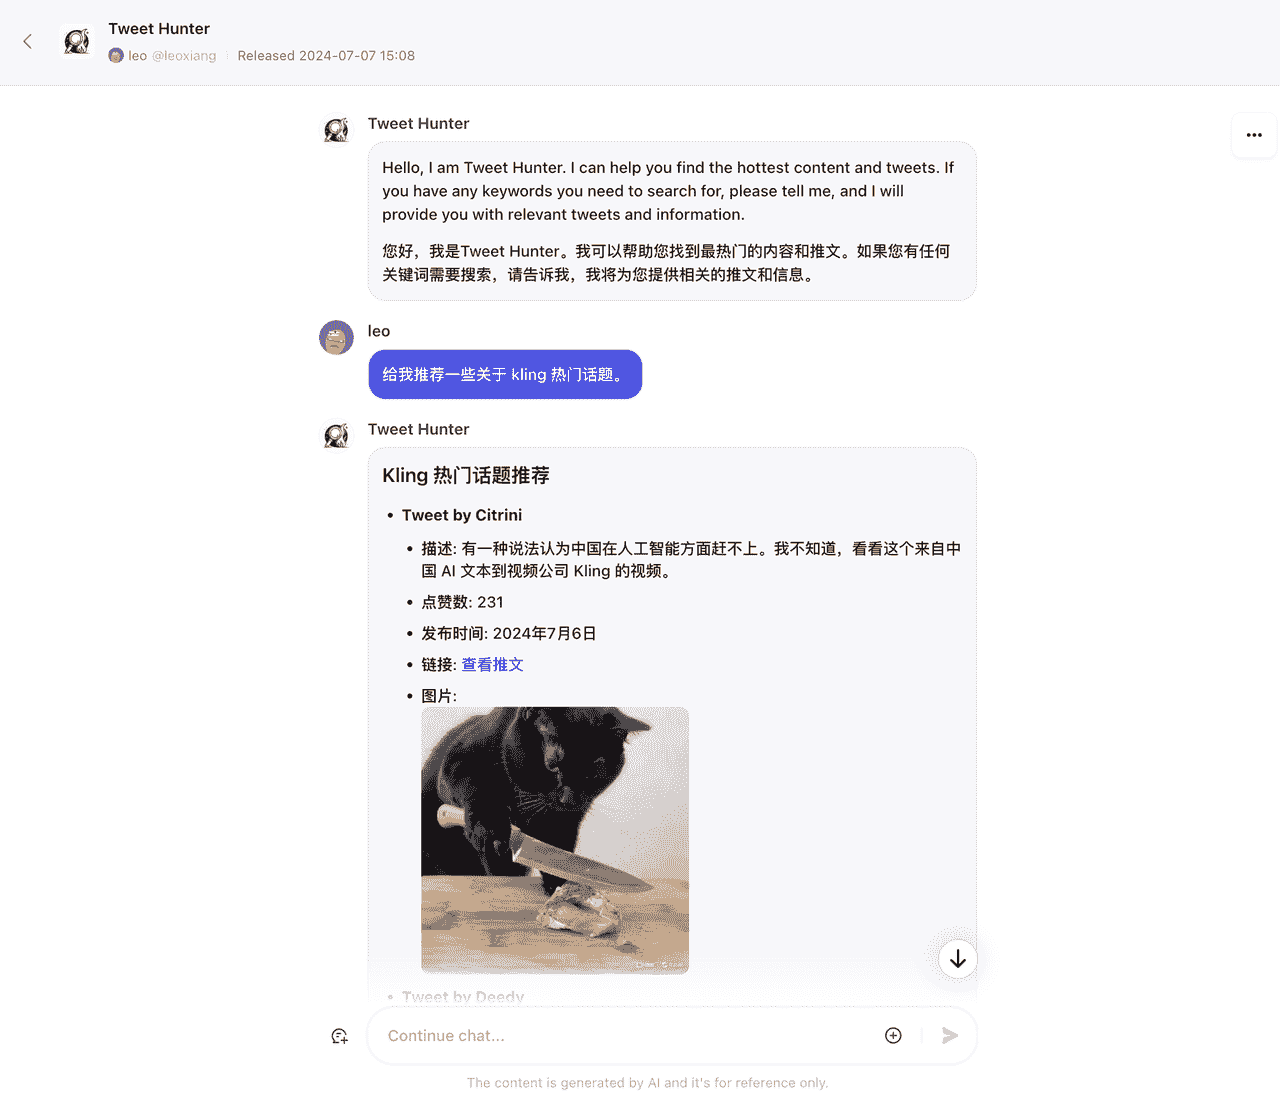 Tweet Hunter
leo @leoxiang Released 2024-07-07 15:08
Tweet Hunter
Hello, I am Tweet Hunter. I can help you find the hottest content and tweets. If
you have any keywords you need to search for, please tell me, and I will
provide you with relevant tweets and information.
您好，我是Tweet Hunter。我可以帮助您找到最热门的内容和推文。如果您有任何
关键词需要搜索，请告诉我，我将为您提供相关的推文和信息。
leo
给我推荐一些关于 kling 热门话题。
Tweet Hunter
Kling 热门话题推荐
• Tweet by Citrini
• 描述: 有一种说法认为中国在人工智能方面赶不上。我不知道，看看这个来自中
国 AI 文本到视频公司 Kling 的视频。
• 点赞数: 231
• 发布时间: 2024年7月6日
• 链接: 查看推文
• 图片:
• Tweet by Deedy
Continue chat...
The content is generated by AI and it's for reference only.